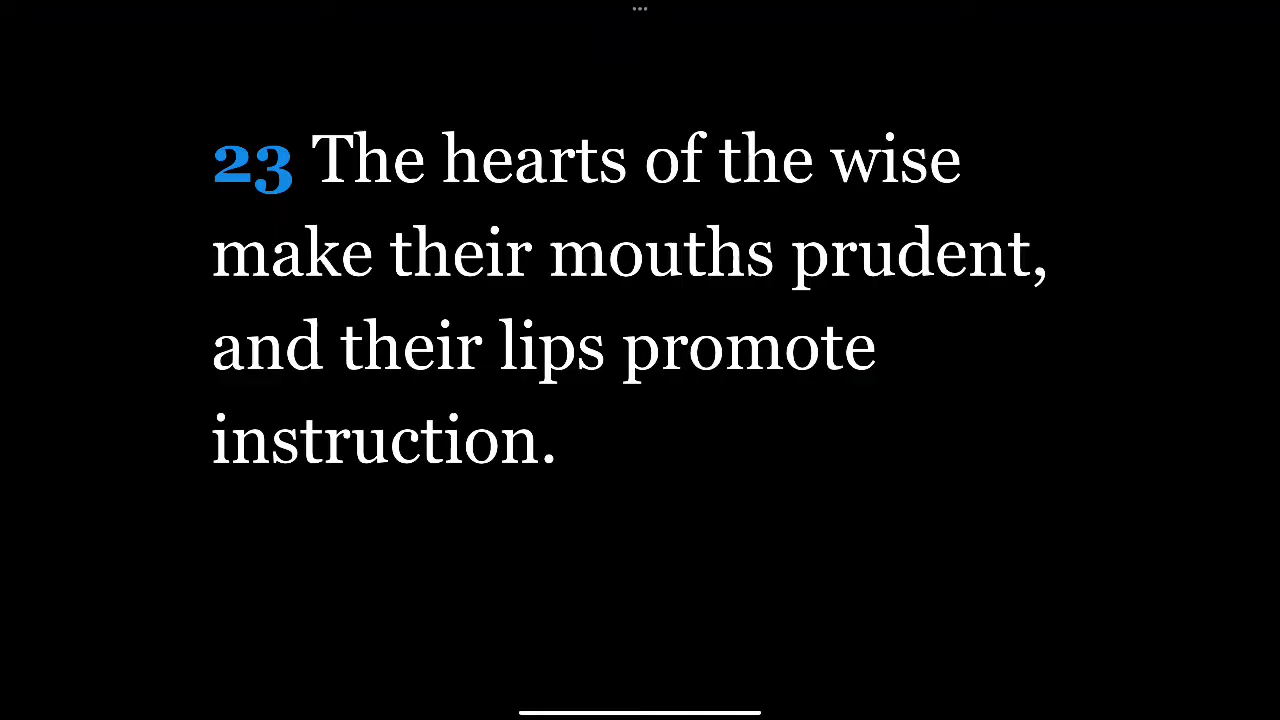 23 The hearts of the wise
make their mouths prudent,
and their lips promote
instruction.